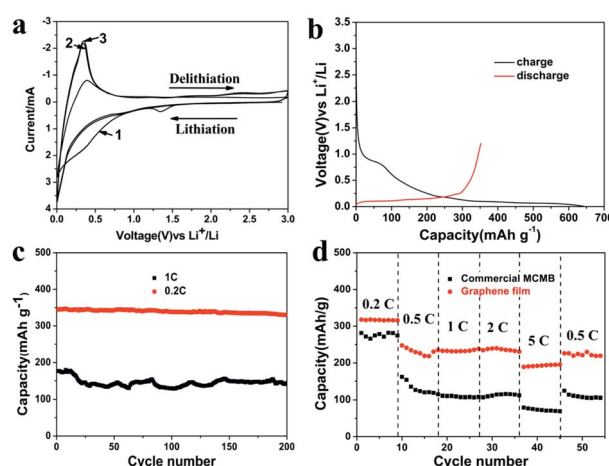 a
-4
-3
-2
-1
0
1
2
3
4
Current/mA
2
3
1
Delithiation
Lithiation
0.0
0.5
1.0
1.5
2.0
2.5
3.0
Voltage(V)vs Li+/Li
b
3.5
3.0
2.5
2.0
1.5
1.0
0.5
0.0
Voltage(V)vs Li+/Li
charge
discharge
0
100
200
300
400
500
600
700
Capacity(mAh g-1)
c
500
400
300
200
100
0
Capacity(mAh g-1)
1C
0.2C
0
50
100
150
200
Cycle number
d
500
400
300
200
100
0
Capacity(mAh/g)
Commercial MCMB
Graphene film
0.2 C
0.5 C
1 C
2 C
5 C
0.5 C
0
10
20
30
40
50
Cycle number